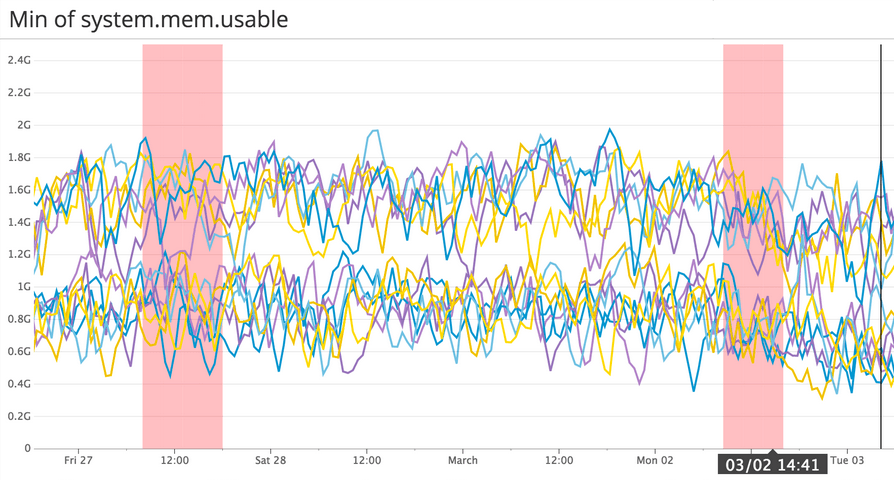 Min of system.mem.usable
2.4G
2.2G
2G
1.8G
1.6G
1.4G
1.2G
1G
0.8G
0.6G
0.4G
0.2G
0
Fri 27 12:00 Sat 28 12:00 March 12:00 Mon 02 03/02 14:41 Tue 03